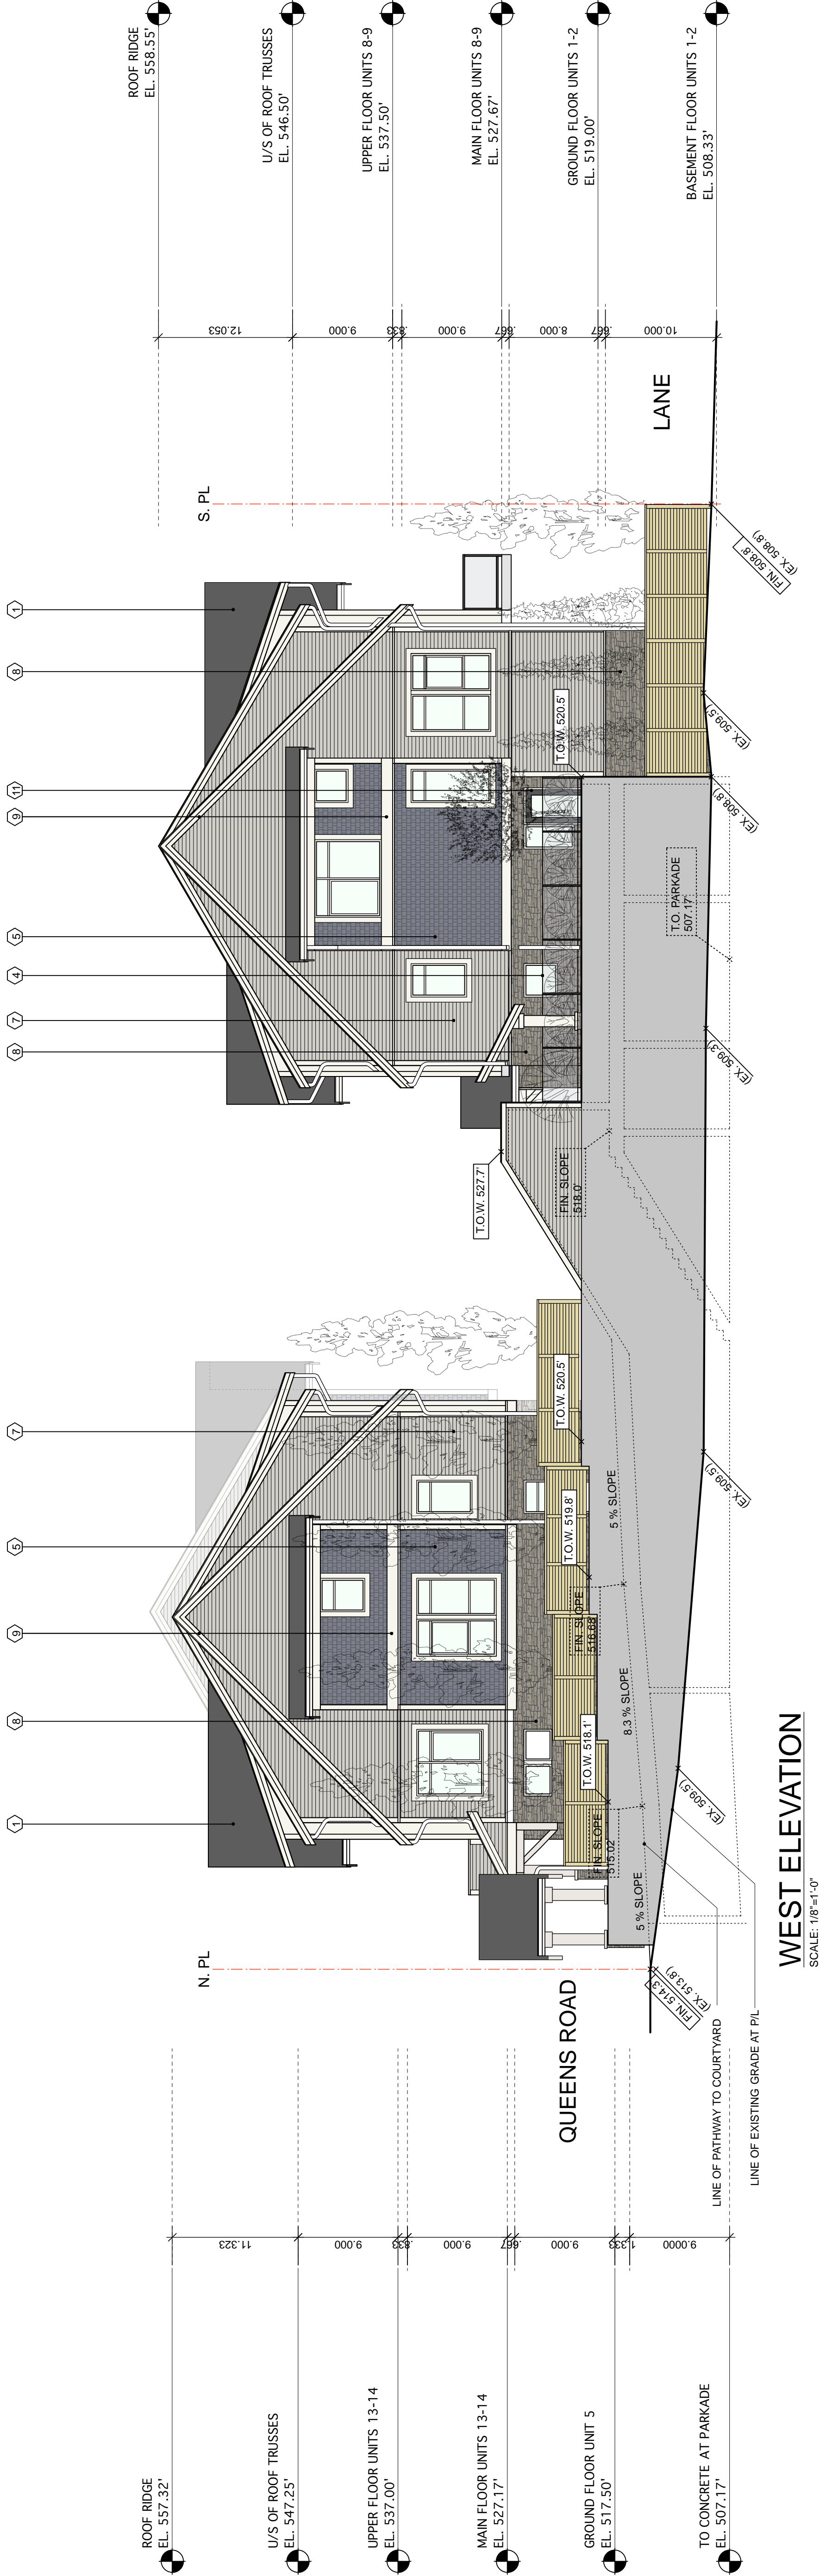 ROOF RIDGE
EL. 558.55'
U/S OF ROOF TRUSSES
EL. 546.50'
UPPER FLOOR UNITS 8-9
EL. 537.50'
MAIN FLOOR UNITS 8-9
EL. 527.67'
GROUND FLOOR UNITS 1-2
EL. 519.00'
BASEMENT FLOOR UNITS 1-2
EL. 508.33'
12.053
9.000
.833
9.000
.667
8.000
.667
10.000
LANE
S. PL
1
8
11
9
5
4
7
8
T.O.W. 520.5'
FIN. 508.8'
(EX. 508.8')
(EX. 509.5')
(EX. 508.8')
T.O. PARKADE
507.17'
(EX. 509.3')
T.O.W. 527.7'
FIN. SLOPE
518.0'
7
5
9
8
1
T.O.W. 520.5'
(EX. 509.5')
5 % SLOPE
T.O.W. 519.8'
FIN. SLOPE
516.68'
8.3 % SLOPE
T.O.W. 518.1'
(EX. 509.5')
FIN. SLOPE
515.02'
5 % SLOPE
N. PL
FIN. 514.3'
(EX. 513.8')
QUEENS ROAD
LINE OF PATHWAY TO COURTYARD
LINE OF EXISTING GRADE AT P/L
WEST ELEVATION
SCALE: 1/8"=1'-0"
11.323
9.000
.833
9.000
.667
9.000
1.333
9.0000
ROOF RIDGE
EL. 557.32'
U/S OF ROOF TRUSSES
EL. 547.25'
UPPER FLOOR UNITS 13-14
EL. 537.00'
MAIN FLOOR UNITS 13-14
EL. 527.17'
GROUND FLOOR UNIT 5
EL. 517.50'
TO CONCRETE AT PARKADE
EL. 507.17'